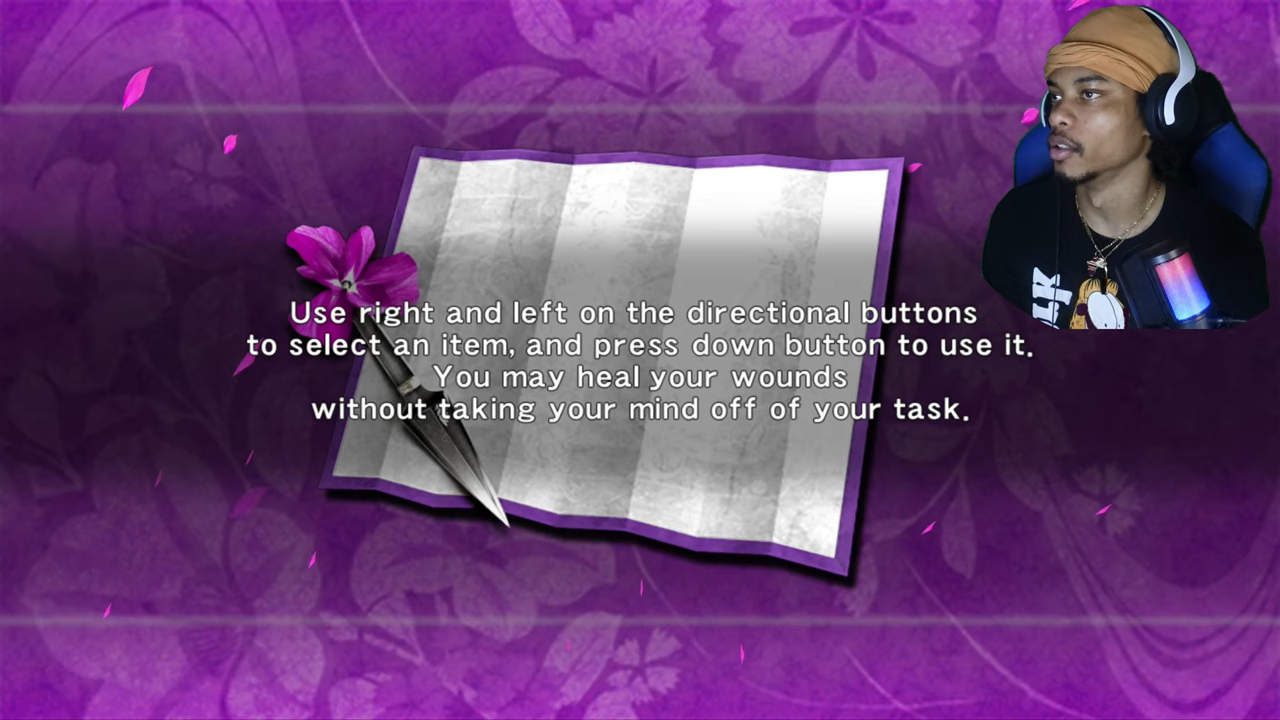 Use right and left on the directional buttons
to select an item, and press down button to use it.
You may heal your wounds
without taking your mind off of your task.